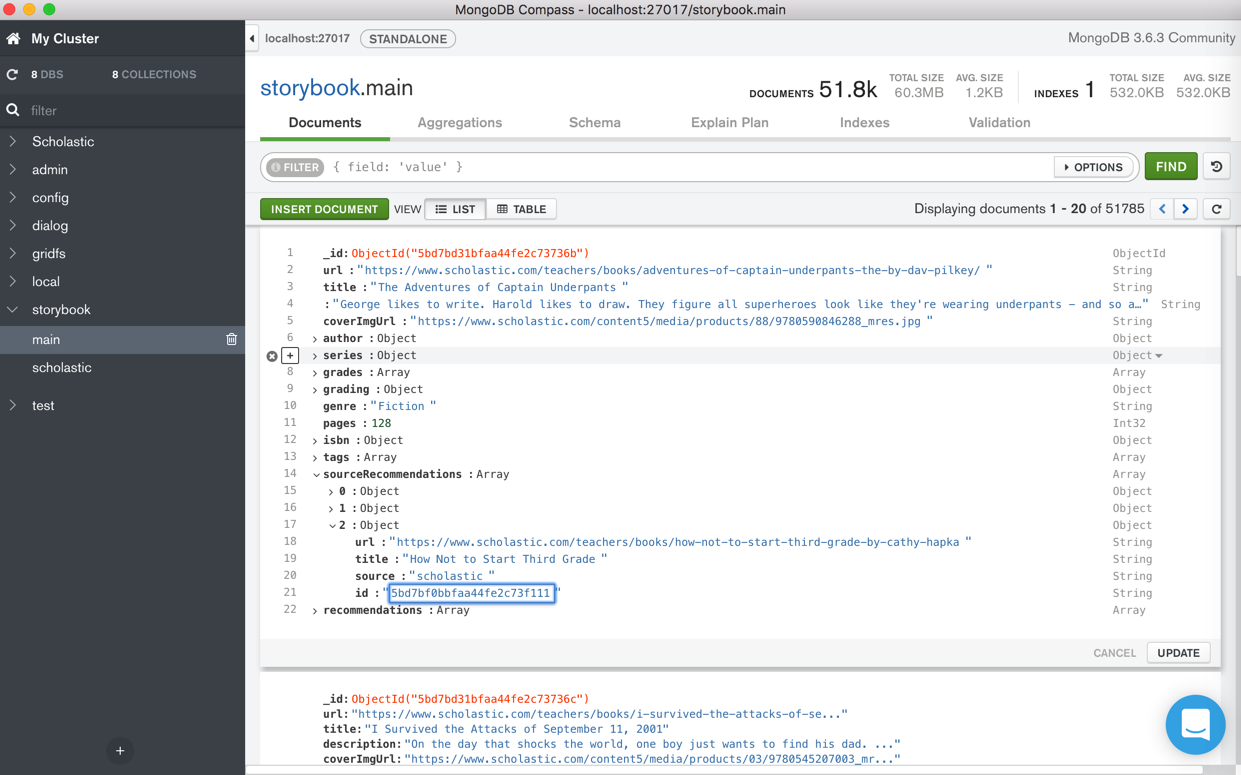 MongoDB Compass - localhost:27017/storybook.main
My Cluster
8 DBS 8 COLLECTIONS
filter
Scholastic
admin
config
dialog
gridfs
local
storybook
main
scholastic
test
+
localhost:27017 STANDALONE MongoDB 3.6.3 Community
storybook.main
DOCUMENTS 51.8k TOTAL SIZE 60.3MB AVG. SIZE 1.2KB INDEXES 1 TOTAL SIZE 532.0KB AVG. SIZE 532.0KB
Documents Aggregations Schema Explain Plan Indexes Validation
FILTER { field: 'value' } OPTIONS FIND
INSERT DOCUMENT VIEW LIST TABLE Displaying documents 1 - 20 of 51785
1 _id: ObjectId("5bd7bd31bfaa44fe2c73736b") ObjectId
2 url : "https://www.scholastic.com/teachers/books/adventures-of-captain-underpants-the-by-dav-pilkey/ " String
3 title : "The Adventures of Captain Underpants " String
4 : "George likes to write. Harold likes to draw. They figure all superheroes look like they're wearing underpants - and so a…" String
5 coverImgUrl : "https://www.scholastic.com/content5/media/products/88/9780590846288_mres.jpg " String
6 author : Object Object
+ series : Object Object
8 grades : Array Array
9 grading : Object Object
10 genre : "Fiction " String
11 pages : 128 Int32
12 isbn : Object Object
13 tags : Array Array
14 sourceRecommendations : Array Array
15 0 : Object Object
16 1 : Object Object
17 2 : Object Object
18 url : "https://www.scholastic.com/teachers/books/how-not-to-start-third-grade-by-cathy-hapka " String
19 title : "How Not to Start Third Grade " String
20 source : "scholastic " String
21 id : "5bd7bf0bbfaa44fe2c73f111 " String
22 recommendations : Array Array
CANCEL UPDATE
_id: ObjectId("5bd7bd31bfaa44fe2c73736c")
url: "https://www.scholastic.com/teachers/books/i-survived-the-attacks-of-se..."
title: "I Survived the Attacks of September 11, 2001"
description: "On the day that shocks the world, one boy just wants to find his dad. ..."
coverImgUrl: "https://www.scholastic.com/content5/media/products/03/9780545207003_mr..."